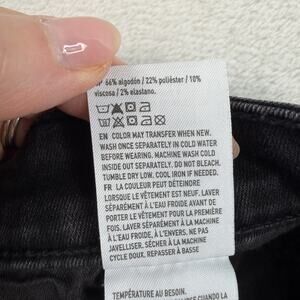 66% algodón / 22% poliéster / 10%
viscosa / 2% elastano.
EN COLOR MAY TRANSFER WHEN NEW.
WASH ONCE SEPARATELY IN COLD WATER
BEFORE WEARING. MACHINE WASH COLD
INSIDE OUT SEPARATELY. DO NOT BLEACH.
TUMBLE DRY LOW. COOL IRON IF NEEDED.
FR LA COULEUR PEUT DÉTEINDRE
LORSQUE LE VÊTEMENT EST NEUF. LAVER
SÉPARÉMENT À L'EAU FROIDE AVANT DE
PORTER LE VÊTEMENT POUR LA PREMIÈRE
FOIS. LAVER SÉPARÉMENT À LA MACHINE
À L'EAU FROIDE, À L'ENVERS. NE PAS
JAVELLISER. SÉCHER À LA MACHINE
CYCLE DOUX. REPASSER À BASSE
TEMPÉRATURE AU BESOIN.